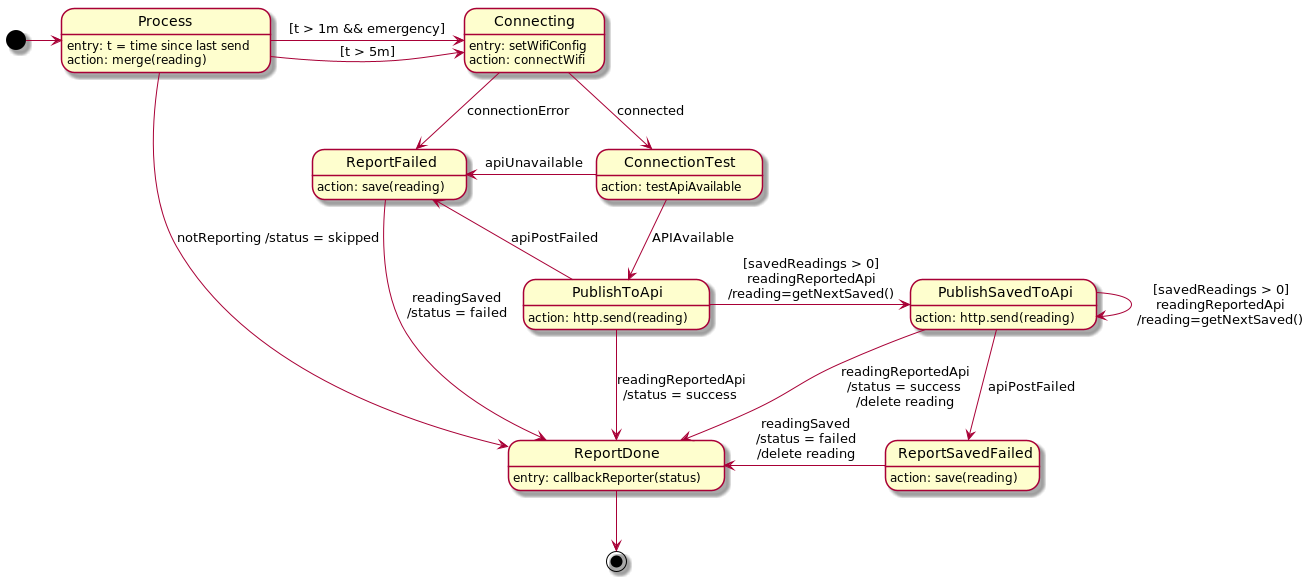 Process
entry: t = time since last send
action: merge(reading)
[t > 1m && emergency]
[t > 5m]
Connecting
entry: setWifiConfig
action: connectWifi
connectionError
connected
ReportFailed
action: save(reading)
apiUnavailable
ConnectionTest
action: testApiAvailable
notReporting /status = skipped
apiPostFailed
APIAvailable
readingSaved
/status = failed
PublishToApi
action: http.send(reading)
[savedReadings > 0]
readingReportedApi
/reading=getNextSaved()
PublishSavedToApi
action: http.send(reading)
[savedReadings > 0]
readingReportedApi
/reading=getNextSaved()
readingReportedApi
/status = success
readingReportedApi
/status = success
/delete reading
apiPostFailed
readingSaved
/status = failed
/delete reading
ReportDone
entry: callbackReporter(status)
ReportSavedFailed
action: save(reading)